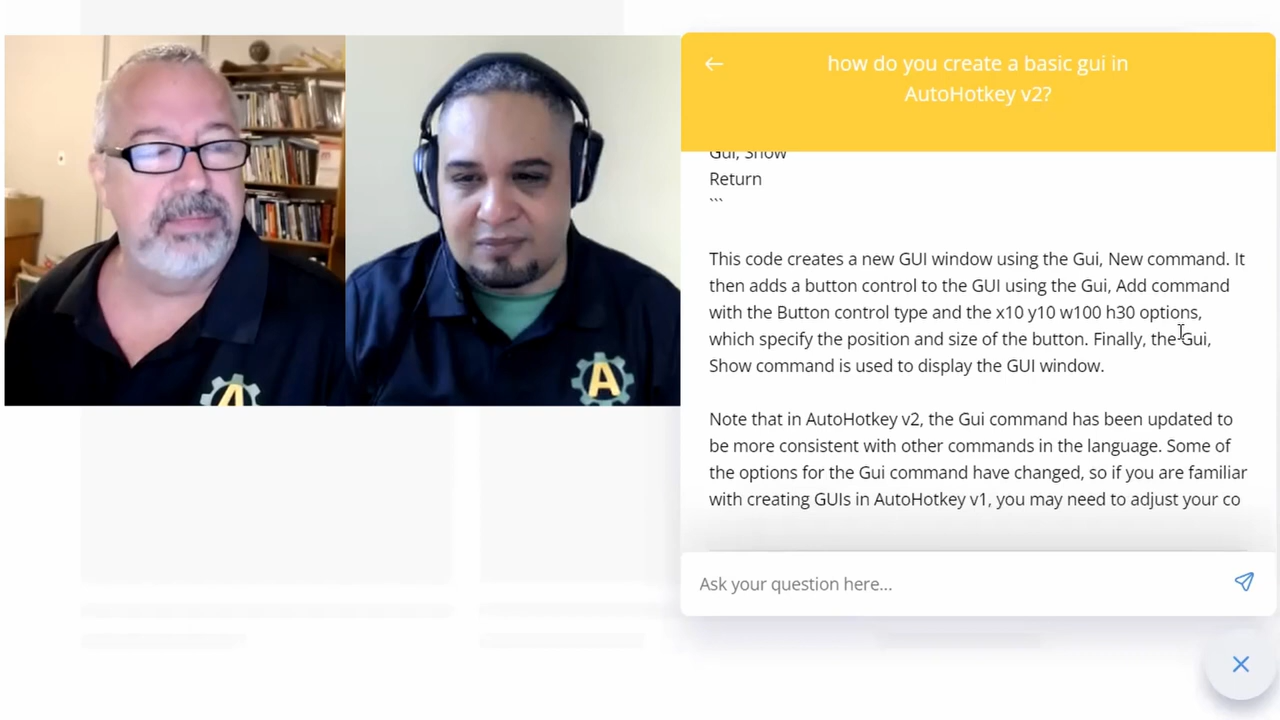 how do you create a basic gui in
AutoHotkey v2?
Gui, Show
Return
```
This code creates a new GUI window using the Gui, New command. It
then adds a button control to the GUI using the Gui, Add command
with the Button control type and the x10 y10 w100 h30 options,
which specify the position and size of the button. Finally, the Gui,
Show command is used to display the GUI window.
Note that in AutoHotkey v2, the Gui command has been updated to
be more consistent with other commands in the language. Some of
the options for the Gui command have changed, so if you are familiar
with creating GUIs in AutoHotkey v1, you may need to adjust your co
Ask your question here...
A
A